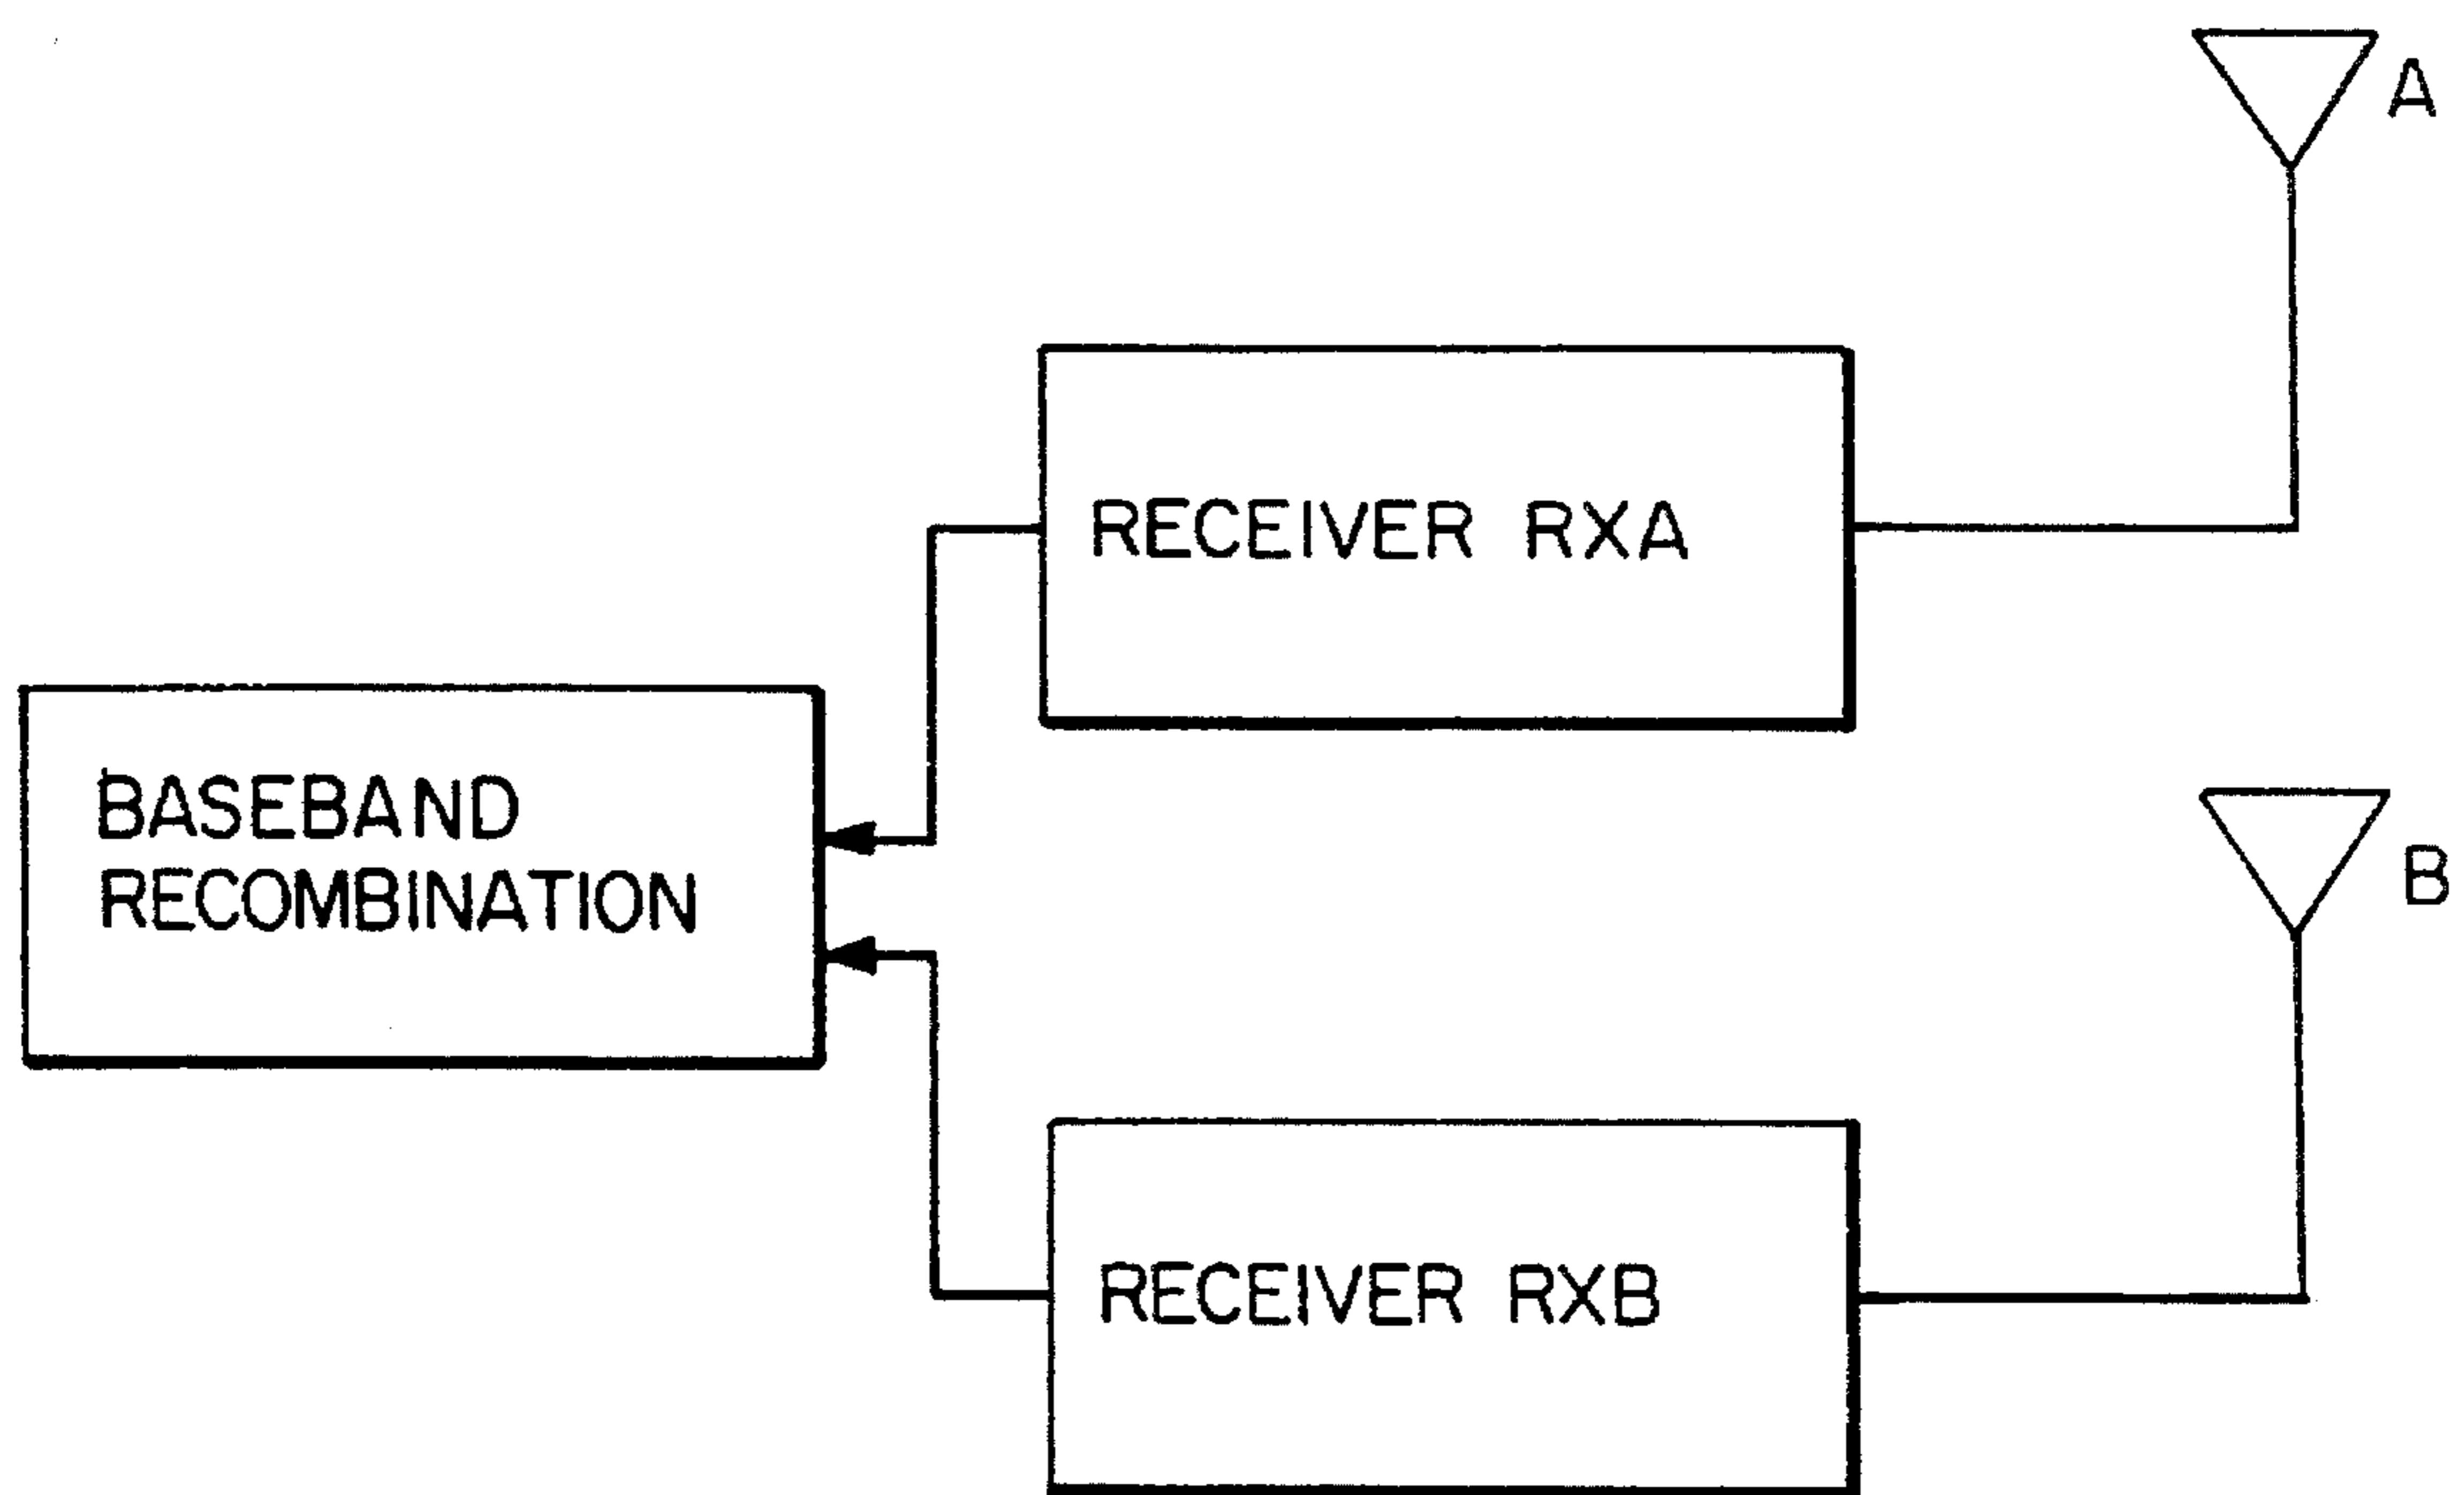 A
RECEIVER RXA
BASEBAND
RECOMBINATION
B
RECEIVER RXB